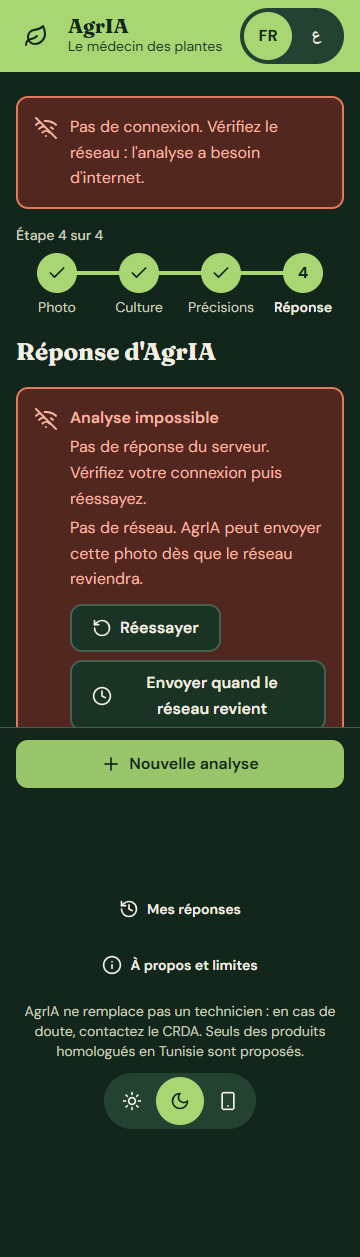 AgrIA
Le médecin des plantes
FR
ع
Pas de connexion. Vérifiez le
réseau : l'analyse a besoin
d'internet.
Étape 4 sur 4
4
Photo
Culture
Précisions
Réponse
Réponse d'AgrIA
Analyse impossible
Pas de réponse du serveur.
Vérifiez votre connexion puis
réessayez.
Pas de réseau. AgrIA peut envoyer
cette photo dès que le réseau
reviendra.
Réessayer
Envoyer quand le
réseau revient
Nouvelle analyse
Mes réponses
À propos et limites
AgrIA ne remplace pas un technicien : en cas de
doute, contactez le CRDA. Seuls des produits
homologués en Tunisie sont proposés.